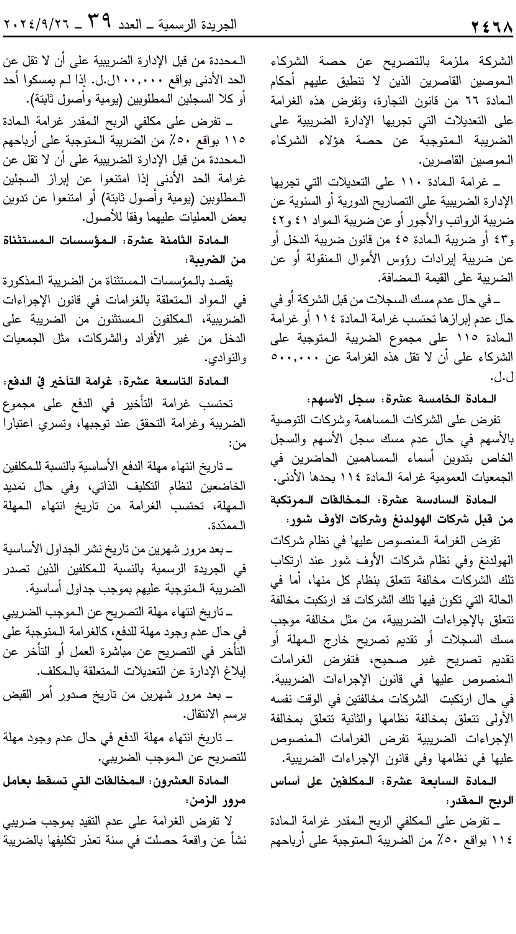 ٢٤٦٨
الجريدة الرسمية ـ العدد ٣٩ ـ ٢٠٢٤/٩/٢٦
الشركة ملزمة بالتصريح عن حصة الشركاء
الموصين القاصرين الذين لا تنطبق عليهم أحكام
المادة ٦٦ من قانون التجارة، وتفرض هذه الغرامة
على التعديلات التي تجريها الإدارة الضريبية على
الضريبة المتوجبة عن حصة هؤلاء الشركاء
الموصين القاصرين.
ـ غرامة المادة ١١٠ على التعديلات التي تجريها
الإدارة الضريبية على التصاريح الدورية أو السنوية عن
ضريبة الرواتب والأجور أو عن ضريبة المواد ٤١ و٤٢
و٤٣ أو ضريبة المادة ٤٥ من قانون ضريبة الدخل أو
عن ضريبة إيرادات رؤوس الأموال المنقولة أو عن
الضريبة على القيمة المضافة.
ـ في حال عدم مسك السجلات من قبل الشركة أو في
حال عدم إبرازها تحتسب غرامة المادة ١١٤ أو غرامة
المادة ١١٥ على مجموع الضريبة المتوجبة على
الشركاء على أن لا تقل هذه الغرامة عن ٥٠٠,٠٠٠
ل.ل.
المادة الخامسة عشرة: سجل الأسهم:
تفرض على الشركات المساهمة وشركات التوصية
بالأسهم في حال عدم مسك سجل الأسهم والسجل
الخاص بتدوين أسماء المساهمين الحاضرين في
الجمعيات العمومية غرامة المادة ١١٤ بحدها الأدنى.
المادة السادسة عشرة: المخالفات المرتكبة
من قبل شركات الهولدنغ وشركات الأوف شور:
تفرض الغرامة المنصوص عليها في نظام شركات
الهولدنغ وفي نظام شركات الأوف شور عند ارتكاب
تلك الشركات مخالفة تتعلق بنظام كل منها، أما في
الحالة التي تكون فيها تلك الشركات قد ارتكبت مخالفة
تتعلق بالإجراءات الضريبية، من مثل مخالفة موجب
مسك السجلات أو تقديم تصريح خارج المهلة أو
تقديم تصريح غير صحيح، فتفرض الغرامات
المنصوص عليها في قانون الإجراءات الضريبية.
في حال ارتكبت الشركات مخالفتين في الوقت نفسه
الأولى تتعلق بمخالفة نظامها والثانية تتعلق بمخالفة
الإجراءات الضريبية تفرض الغرامات المنصوص
عليها في نظامها وفي قانون الإجراءات الضريبية.
المادة السابعة عشرة: المكلفين على أساس
الربح المقدر:
ـ تفرض على المكلفي الربح المقدر غرامة المادة
١١٤ بواقع ٥٠٪ من الضريبة المتوجبة على أرباحهم
المحددة من قبل الإدارة الضريبية على أن لا تقل عن
الحد الأدنى بواقع ١٠٠,٠٠٠ل.ل. إذا لم يمسكوا أحد
أو كلا السجلين المطلوبين (يومية وأصول ثابتة).
ـ تفرض على مكلفي الربح المقدر غرامة المادة
١١٥ بواقع ٥٠٪ من الضريبة المتوجبة على أرباحهم
المحددة من قبل الإدارة الضريبية على أن لا تقل عن
غرامة الحد الأدنى إذا امتنعوا عن إبراز السجلين
المطلوبين (يومية وأصول ثابتة) أو امتنعوا عن تدوين
بعض العمليات عليهما وفقا للأصول.
المادة الثامنة عشرة: المؤسسات المستثناة
من الضريبة:
يقصد بالمؤسسات المستثناة من الضريبة المذكورة
في المواد المتعلقة بالغرامات في قانون الإجراءات
الضريبية، المكلفون المستثنون من الضريبة على
الدخل من غير الأفراد والشركات، مثل الجمعيات
والنوادي.
المادة التاسعة عشرة: غرامة التأخير في الدفع:
تحتسب غرامة التأخير في الدفع على مجموع
الضريبة وغرامة التحقق عند توجبها، وتسري اعتبارا
من:
ـ تاريخ انتهاء مهلة الدفع الأساسية بالنسبة للمكلفين
الخاضعين لنظام التكليف الذاتي، وفي حال تمديد
المهلة، تحتسب الغرامة من تاريخ انتهاء المهلة
الممدّدة.
ـ بعد مرور شهرين من تاريخ نشر الجداول الأساسية
في الجريدة الرسمية بالنسبة للمكلفين الذين تصدر
الضريبة المتوجبة عليهم بموجب جداول أساسية.
ـ تاريخ انتهاء مهلة التصريح عن الموجب الضريبي
في حال عدم وجود مهلة للدفع، كالغرامة المتوجبة على
التأخر في التصريح عن مباشرة العمل أو التأخر عن
إبلاغ الإدارة عن التعديلات المتعلقة بالمكلف.
ـ بعد مرور شهرين من تاريخ صدور أمر القبض
برسم الانتقال.
ـ تاريخ انتهاء مهلة الدفع في حال عدم وجود مهلة
للتصريح عن الموجب الضريبي.
المادة العشرون: المخالفات التي تسقط بعامل
مرور الزمن:
لا تفرض الغرامة على عدم التقيد بموجب ضريبي
نشأ عن واقعة حصلت في سنة تعذر تكليفها بالضريبة